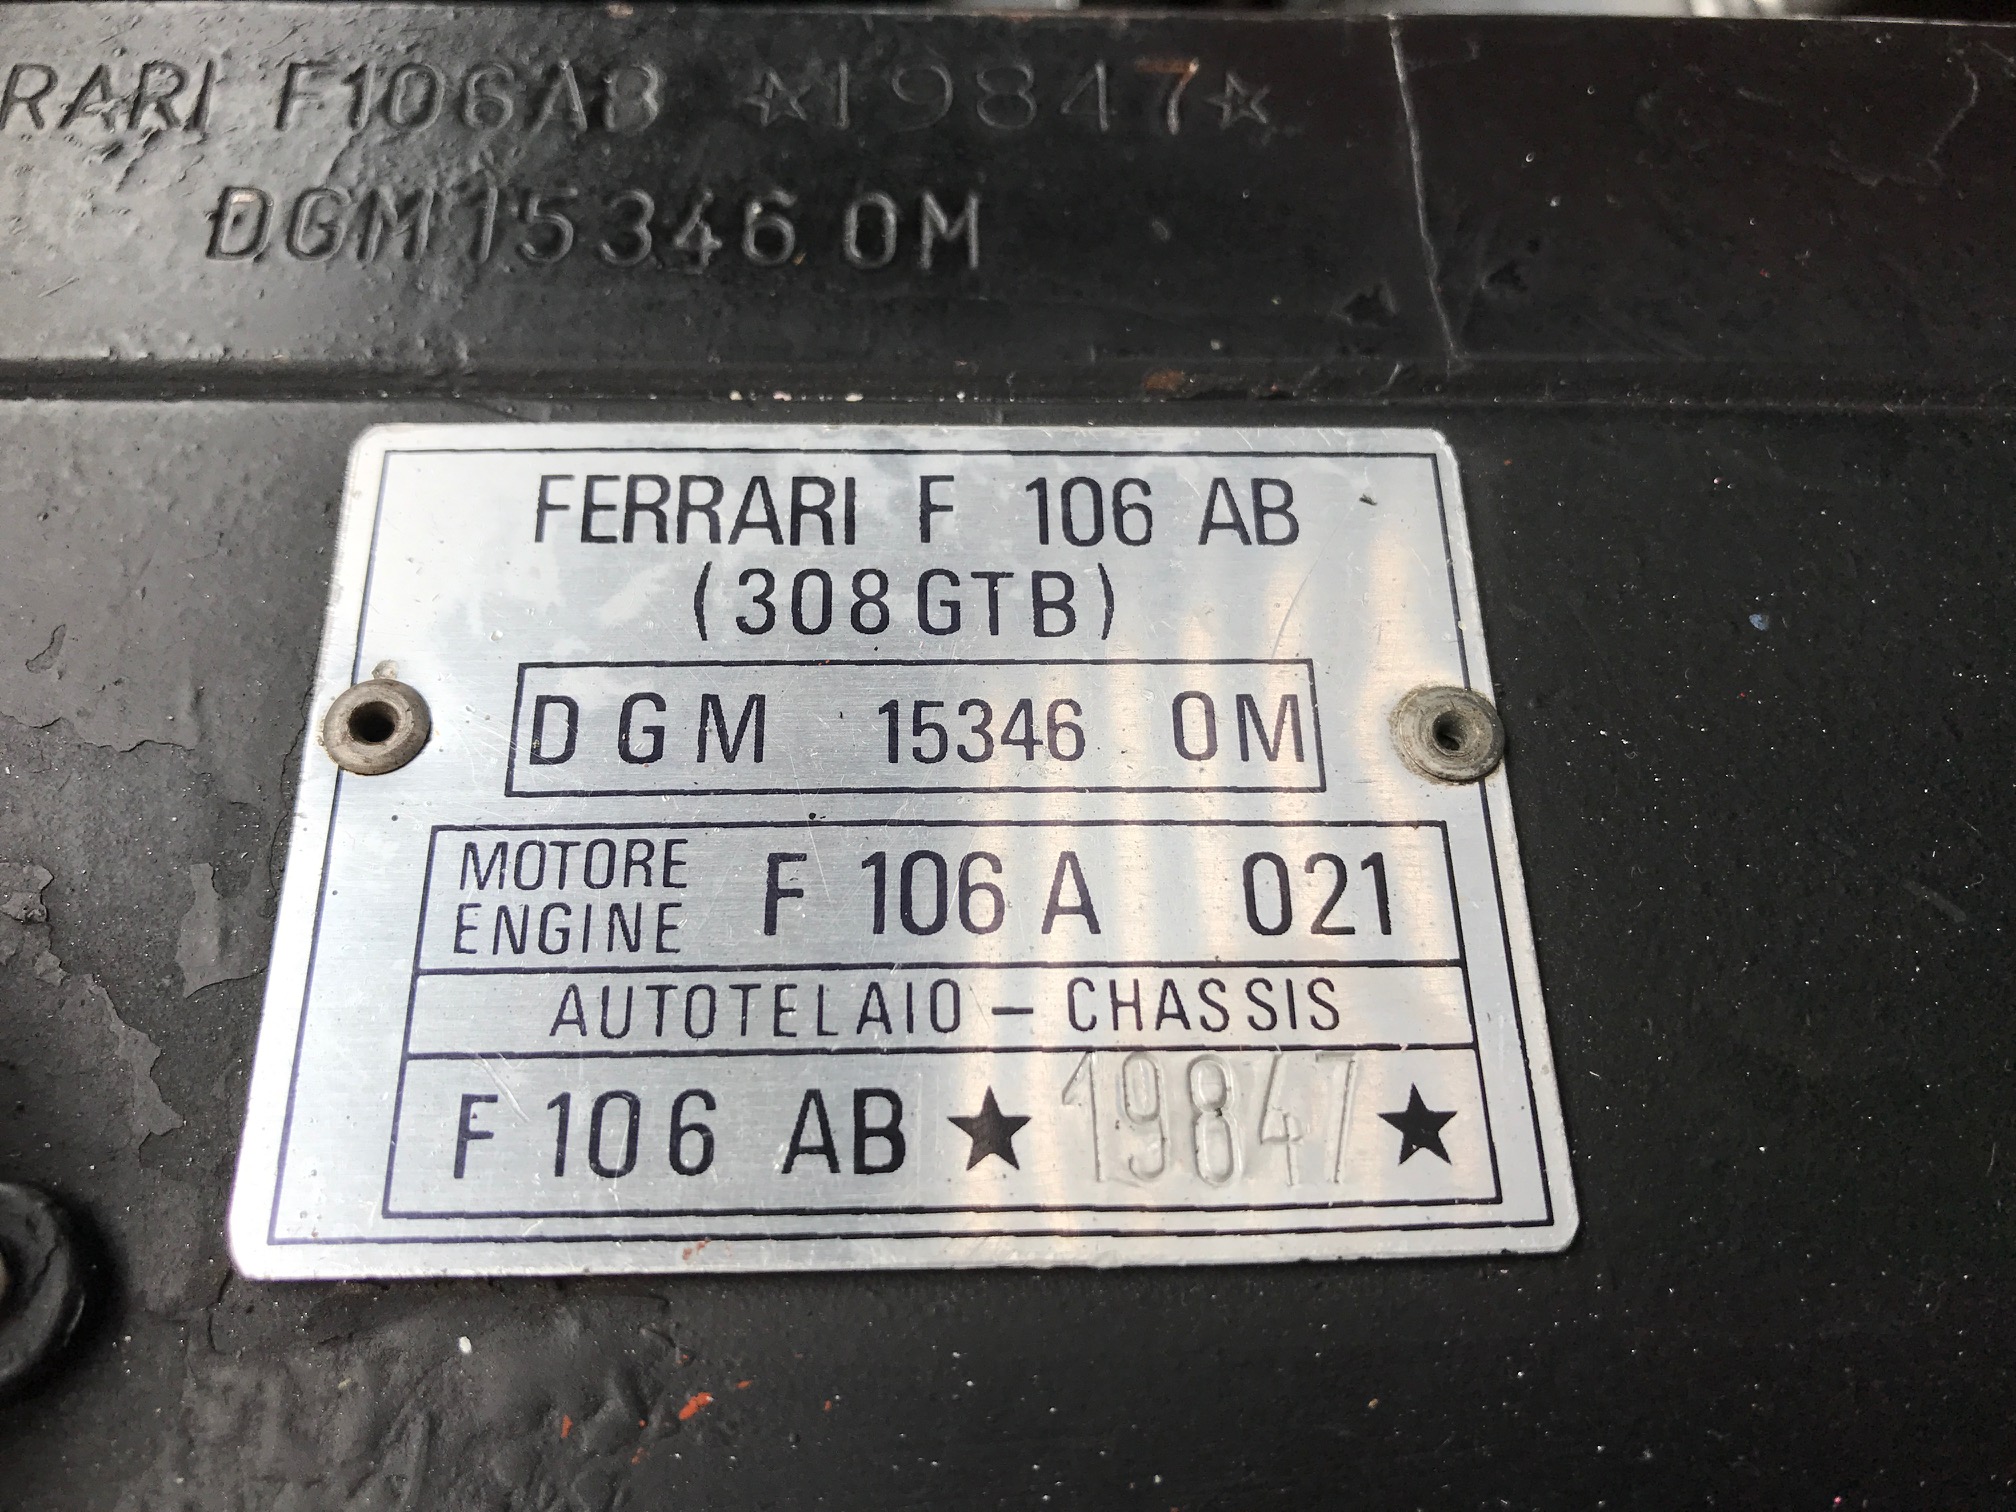 RARI F106AB ☆19847☆
DGM15346 0M
FERRARI F 106 AB
(308 GTB)
DGM 15346 OM
MOTORE
ENGINE F 106 A 021
AUTOTELAIO – CHASSIS
F 106 AB ★ 19847 ★